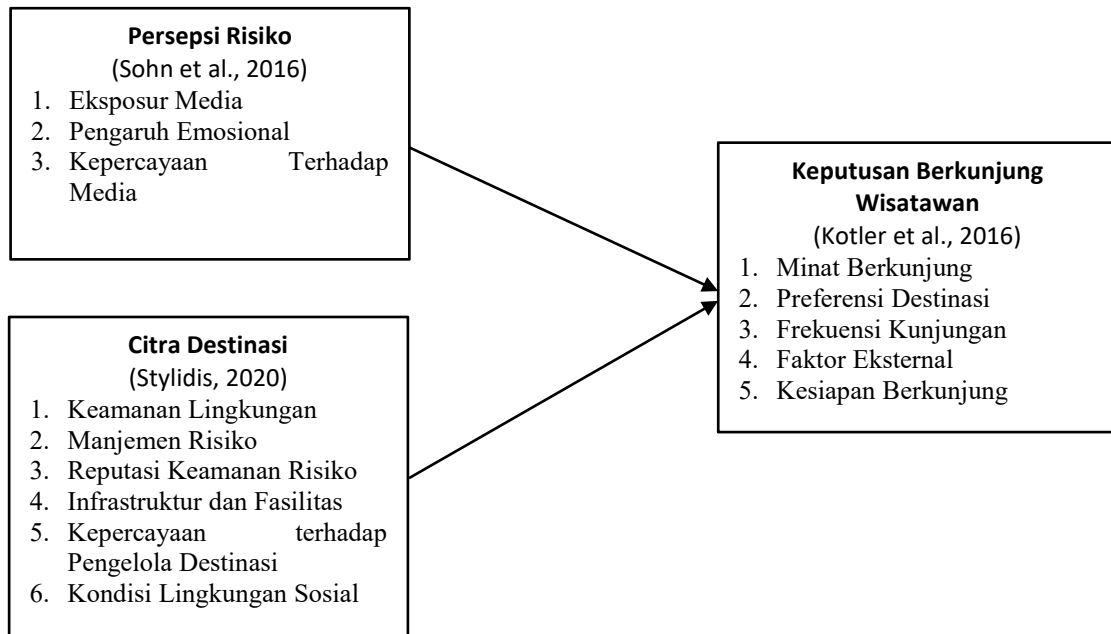 Persepsi Risiko
(Sohn et al., 2016)
1. Eksposur Media
2. Pengaruh Emosional
3. Kepercayaan Terhadap
Media
Citra Destinasi
(Stylidis, 2020)
1. Keamanan Lingkungan
2. Manjemen Risiko
3. Reputasi Keamanan Risiko
4. Infrastruktur dan Fasilitas
5. Kepercayaan terhadap
Pengelola Destinasi
6. Kondisi Lingkungan Sosial
Keputusan Berkunjung
Wisatawan
(Kotler et al., 2016)
1. Minat Berkunjung
2. Preferensi Destinasi
3. Frekuensi Kunjungan
4. Faktor Eksternal
5. Kesiapan Berkunjung